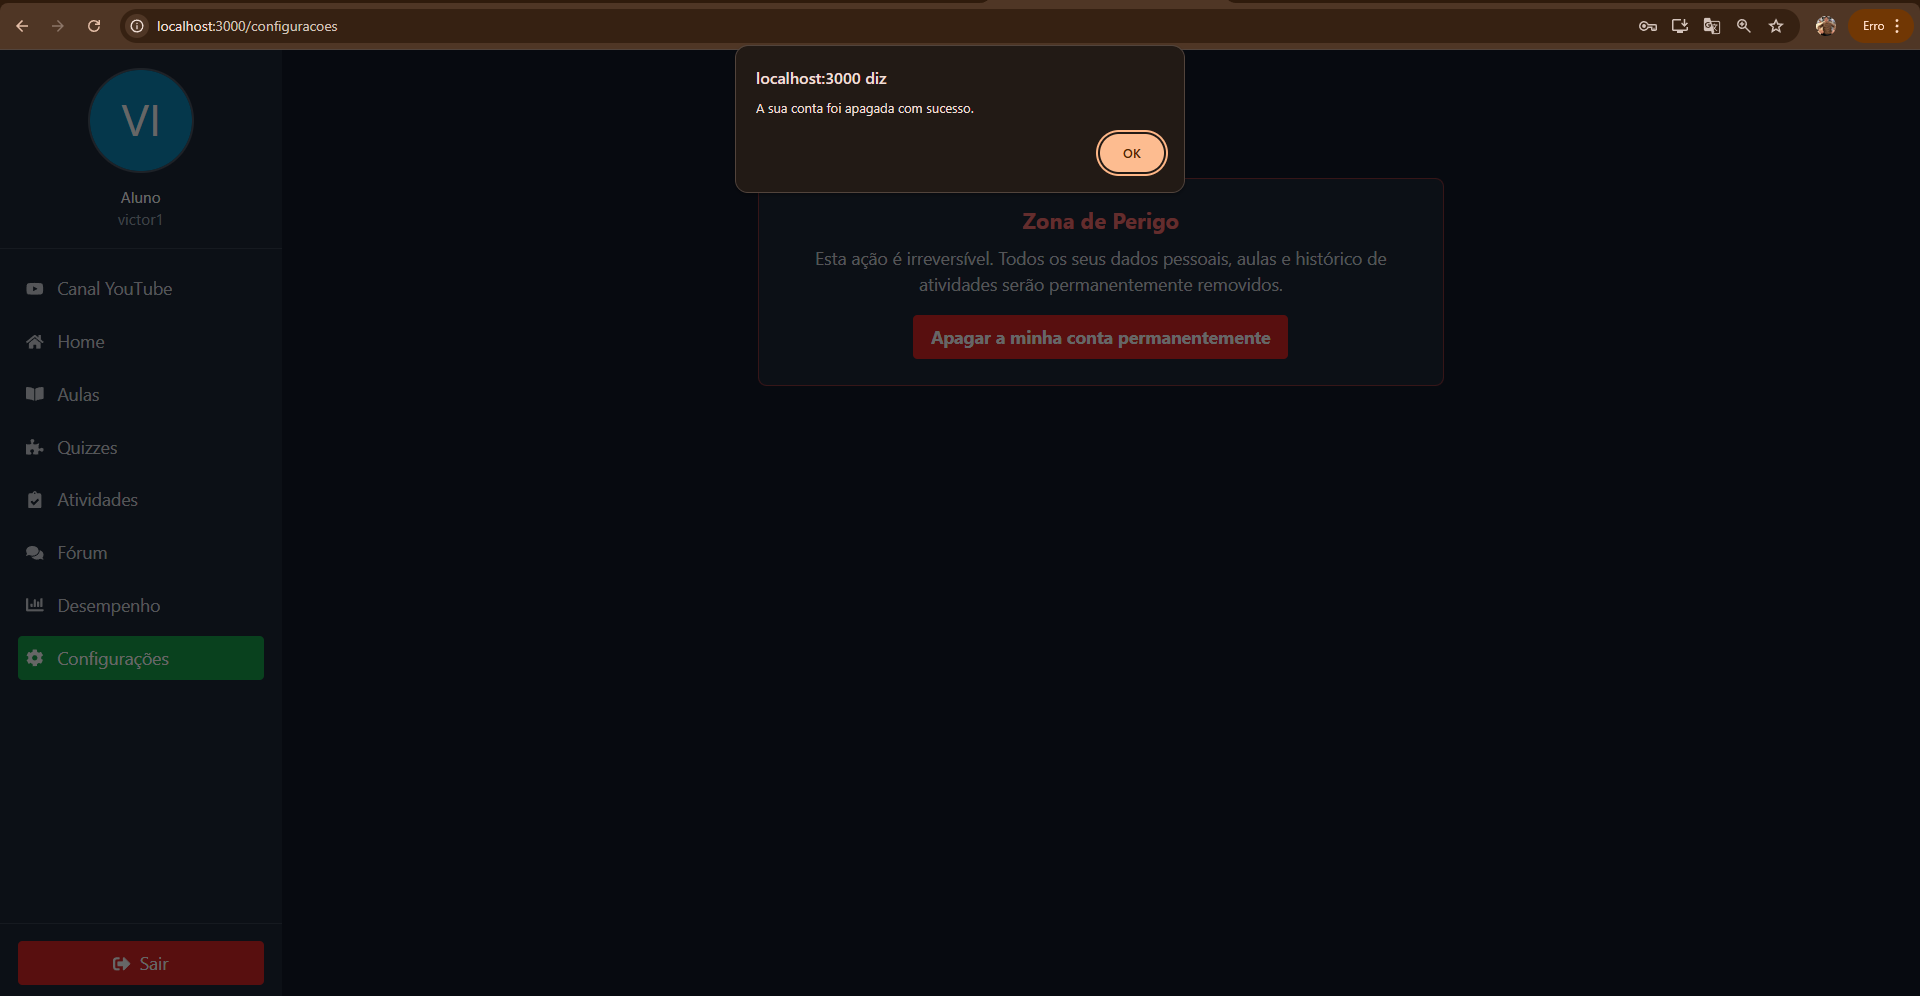 localhost:3000/configuracoes
Erro
localhost:3000 diz
A sua conta foi apagada com sucesso.
OK
VI
Aluno
victor1
Canal YouTube
Home
Aulas
Quizzes
Atividades
Fórum
Desempenho
Configurações
Sair
Zona de Perigo
Esta ação é irreversível. Todos os seus dados pessoais, aulas e histórico de
atividades serão permanentemente removidos.
Apagar a minha conta permanentemente